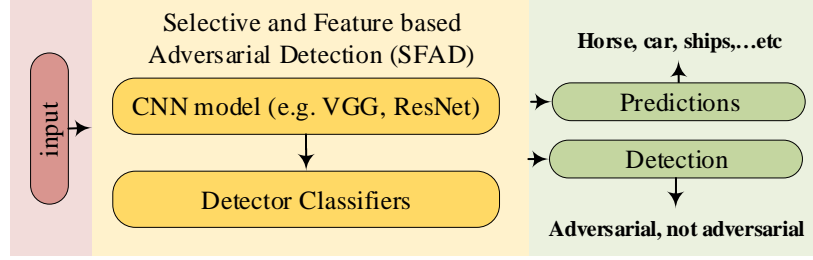 Selective and Feature based
Adversarial Detection (SFAD)
input
CNN model (e.g. VGG, ResNet)
Detector Classifiers
Horse, car, ships,…etc
Predictions
Detection
Adversarial, not adversarial